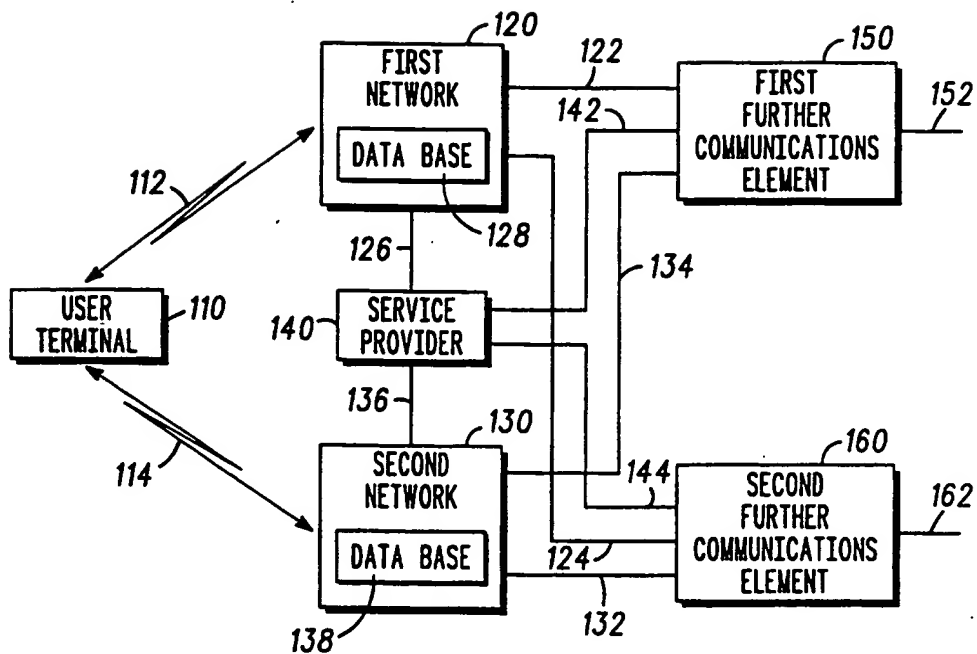 120
FIRST
NETWORK
DATA BASE
128
122
142
150
FIRST
FURTHER
COMMUNICATIONS
ELEMENT
152
112
126
134
USER
TERMINAL
110
140
SERVICE
PROVIDER
136
114
130
SECOND
NETWORK
DATA BASE
138
144
124
132
160
SECOND
FURTHER
COMMUNICATIONS
ELEMENT
162